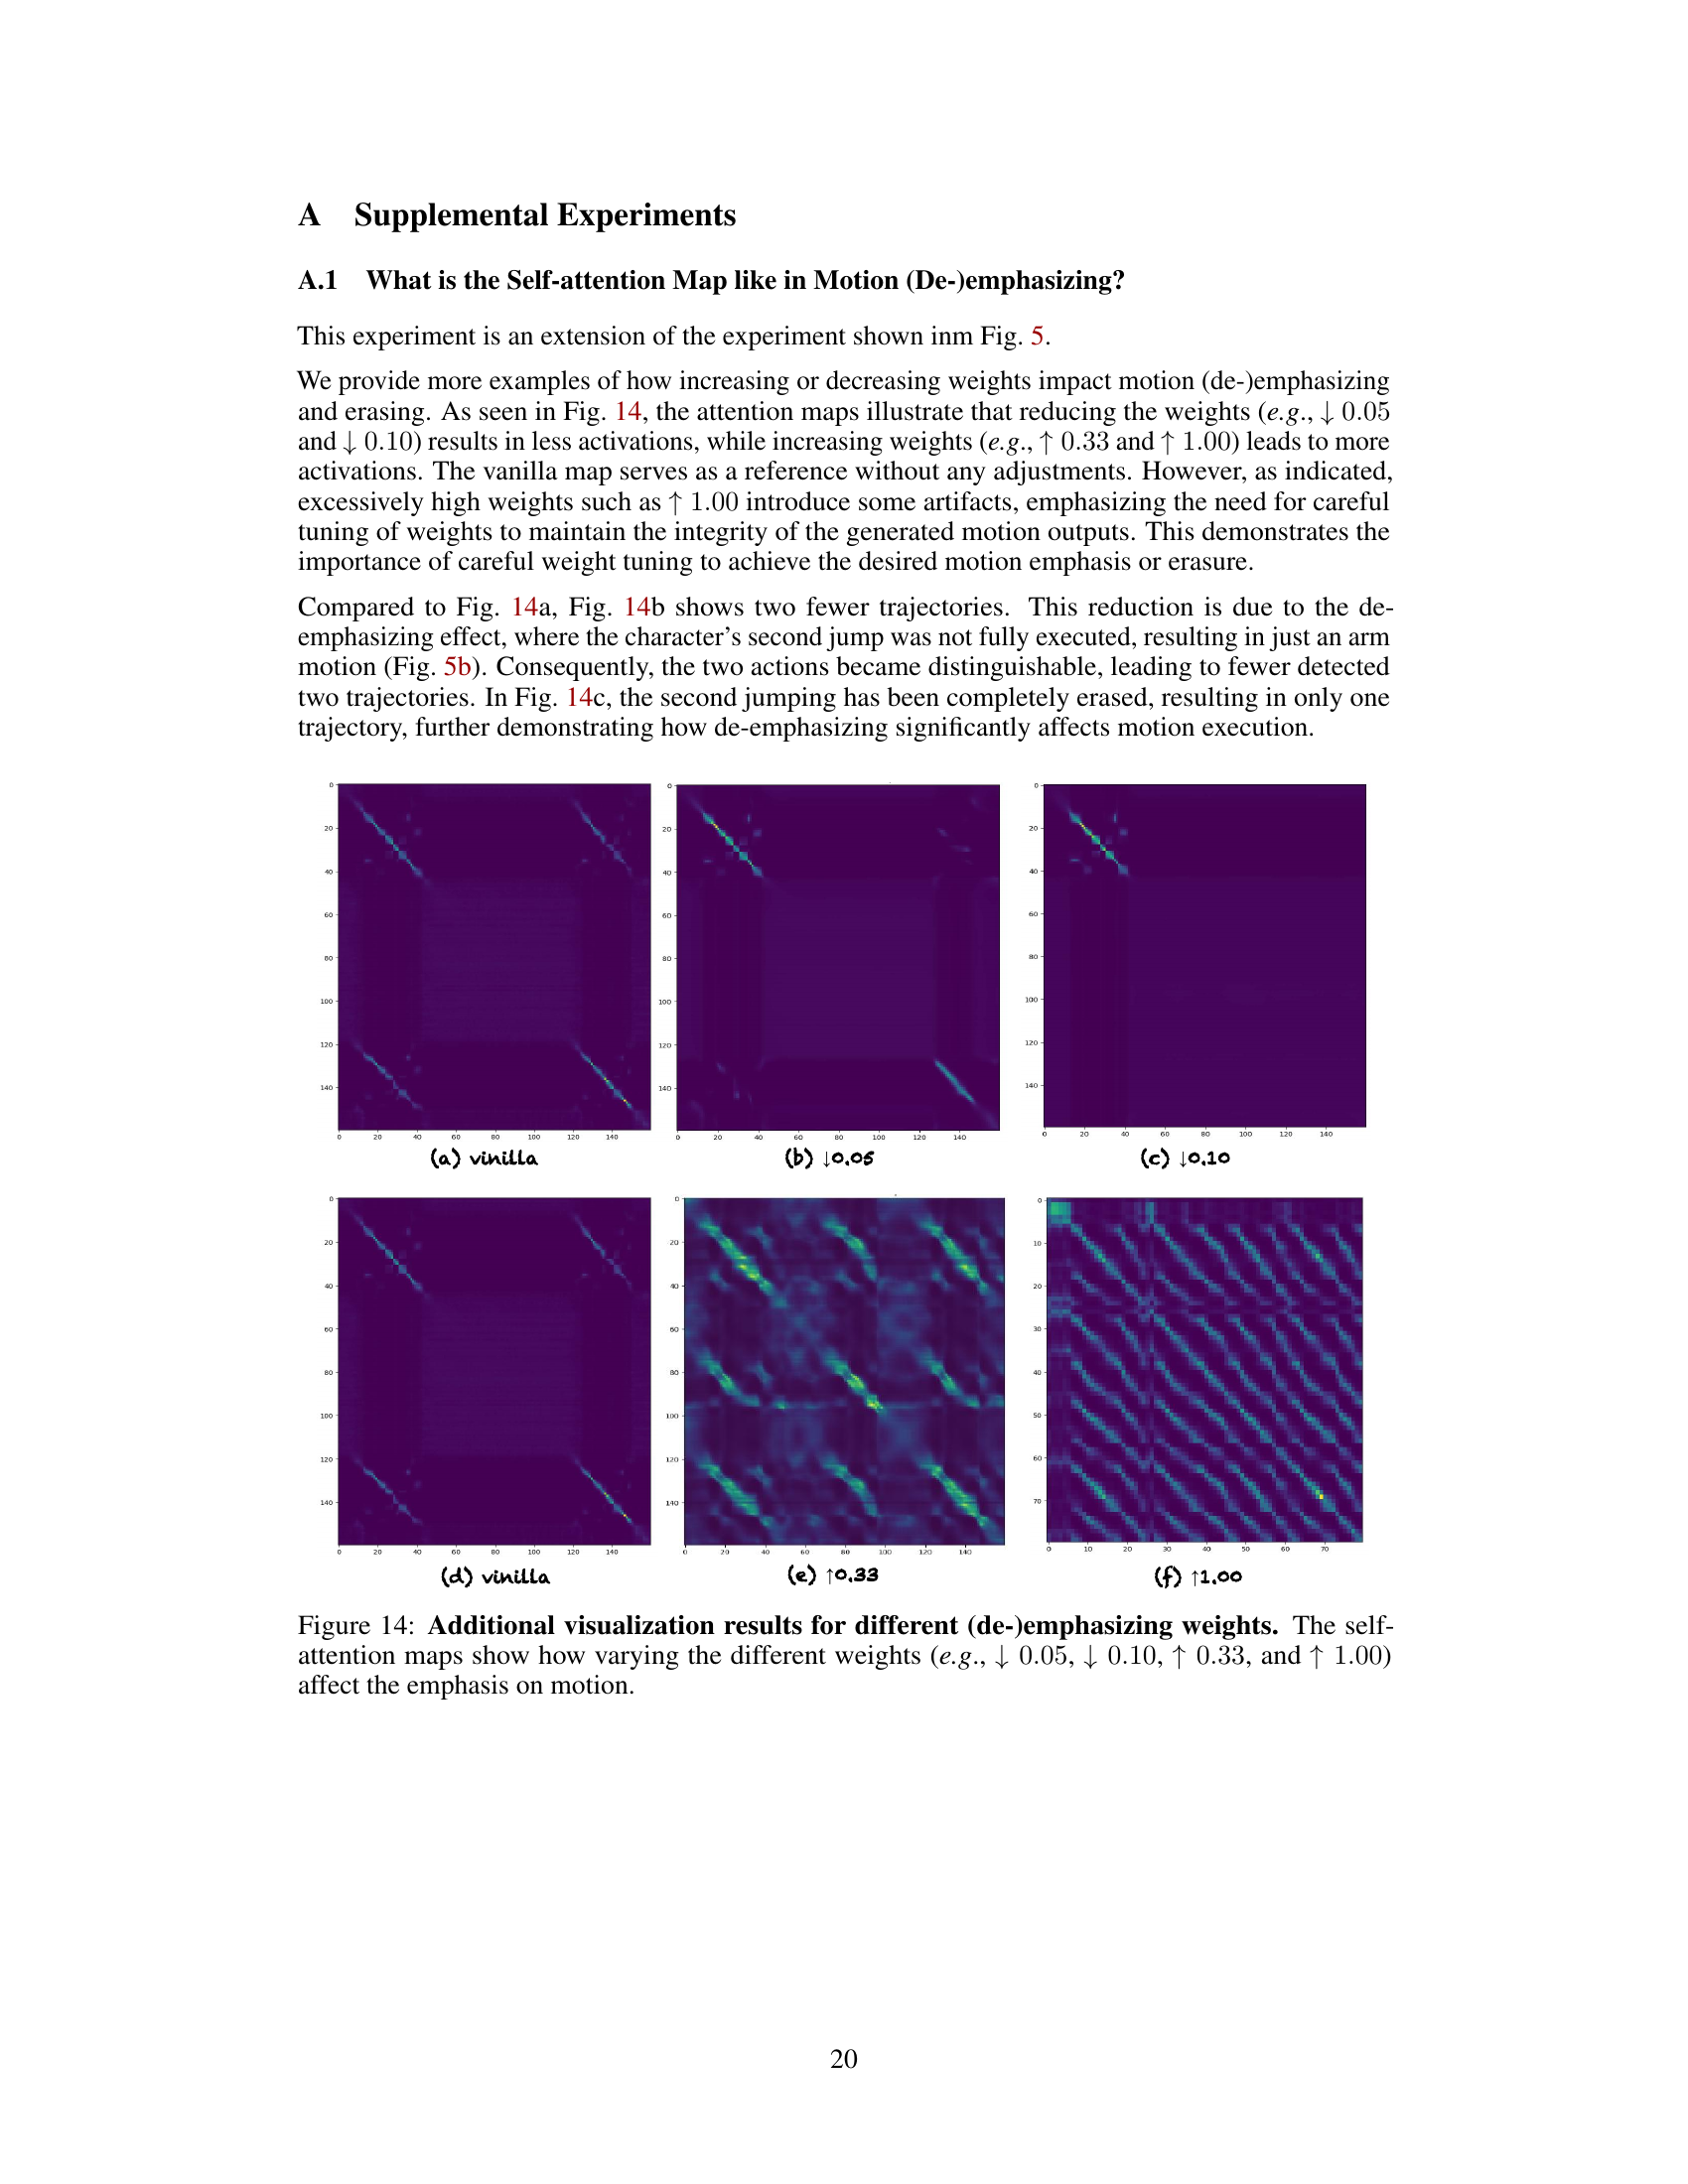 A Supplemental Experiments
A.1 What is the Self-attention Map like in Motion (De-)emphasizing?
This experiment is an extension of the experiment shown inm Fig. 5.
We provide more examples of how increasing or decreasing weights impact motion (de-)emphasizing
and erasing. As seen in Fig. 14, the attention maps illustrate that reducing the weights (e.g., ↓ 0.05
and ↓ 0.10) results in less activations, while increasing weights (e.g., ↑ 0.33 and ↑ 1.00) leads to more
activations. The vanilla map serves as a reference without any adjustments. However, as indicated,
excessively high weights such as ↑ 1.00 introduce some artifacts, emphasizing the need for careful
tuning of weights to maintain the integrity of the generated motion outputs. This demonstrates the
importance of careful weight tuning to achieve the desired motion emphasis or erasure.
Compared to Fig. 14a, Fig. 14b shows two fewer trajectories. This reduction is due to the de-
emphasizing effect, where the character's second jump was not fully executed, resulting in just an arm
motion (Fig. 5b). Consequently, the two actions became distinguishable, leading to fewer detected
two trajectories. In Fig. 14c, the second jumping has been completely erased, resulting in only one
trajectory, further demonstrating how de-emphasizing significantly affects motion execution.
0 20 40 60 80 100 120 140
0 20 40 60 80 100 120 140
(a) vinilla
0 20 40 60 80 100 120 140
0 20 40 60 80 100 120 140
(b) ↓0.05
0 20 40 60 80 100 120 140
0 20 40 60 80 100 120 140
(c) ↓0.10
0 20 40 60 80 100 120 140
0 20 40 60 80 100 120 140
(d) vinilla
0 20 40 60 80 100 120 140
0 20 40 60 80 100 120 140
(e) ↑0.33
0 10 20 30 40 50 60 70
0 10 20 30 40 50 60 70
(f) ↑1.00
Figure 14: Additional visualization results for different (de-)emphasizing weights. The self-
attention maps show how varying the different weights (e.g., ↓ 0.05, ↓ 0.10, ↑ 0.33, and ↑ 1.00)
affect the emphasis on motion.
20